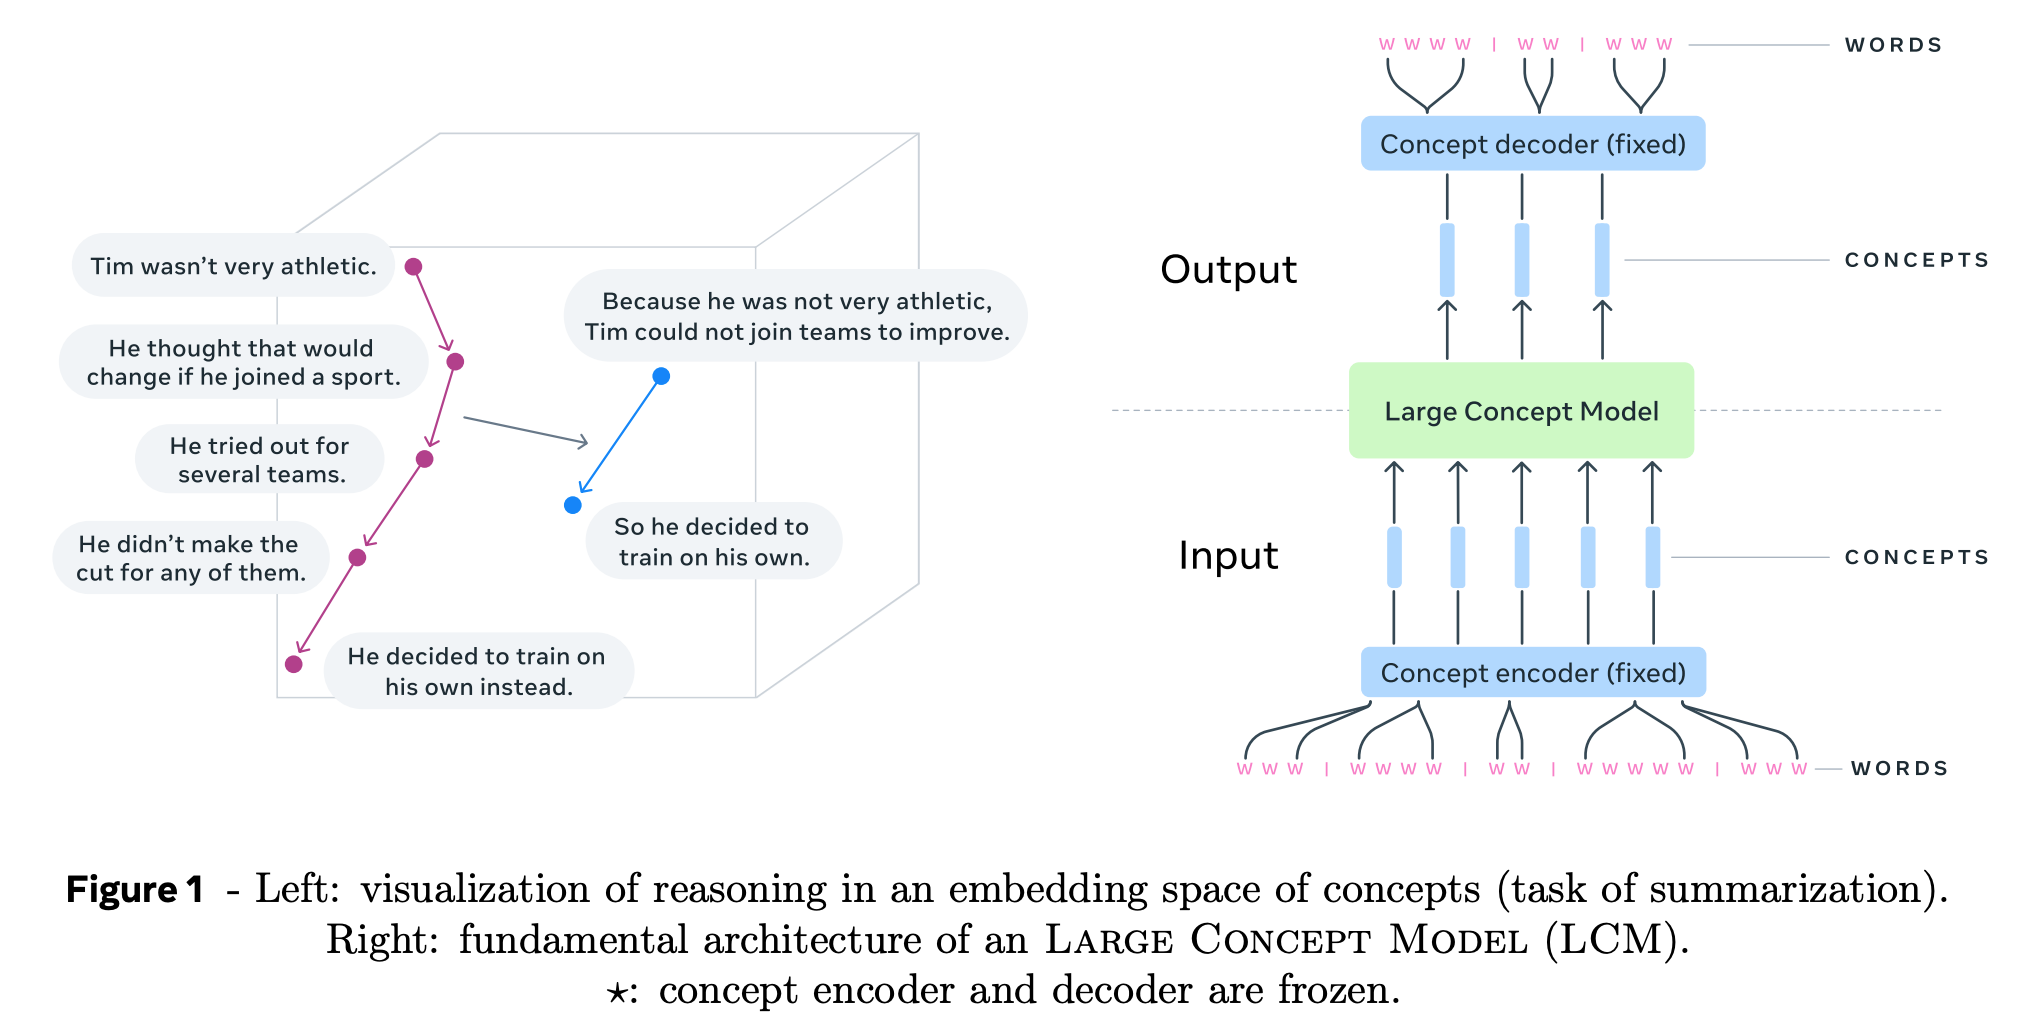 Tim wasn’t very athletic.
He thought that would
change if he joined a sport.
He tried out for
several teams.
He didn’t make the
cut for any of them.
He decided to train on
his own instead.
Because he was not very athletic,
Tim could not join teams to improve.
So he decided to
train on his own.
W W W W | W W | W W W
WORDS
Concept decoder (fixed)
Output
CONCEPTS
Large Concept Model
Input
CONCEPTS
Concept encoder (fixed)
W W W | W W W W | W W | W W W W W | W W W
WORDS
Figure 1 - Left: visualization of reasoning in an embedding space of concepts (task of summarization).
Right: fundamental architecture of an LARGE CONCEPT MODEL (LCM).
⋆: concept encoder and decoder are frozen.